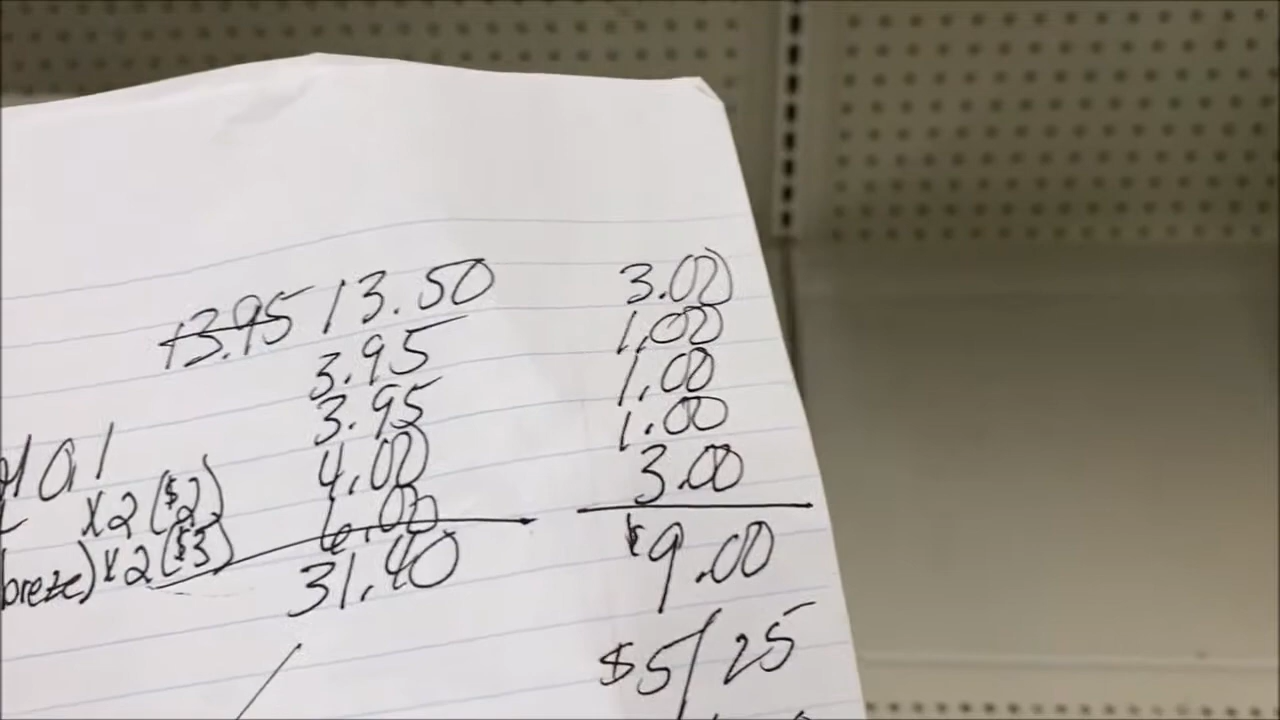 13.95 13.50 3.00
3.95 1.00
3.95 1.00
4.00 1.00
x2 ($2) 6.00 3.00
breze) x2 ($3) 31.40 $9.00
$5/25